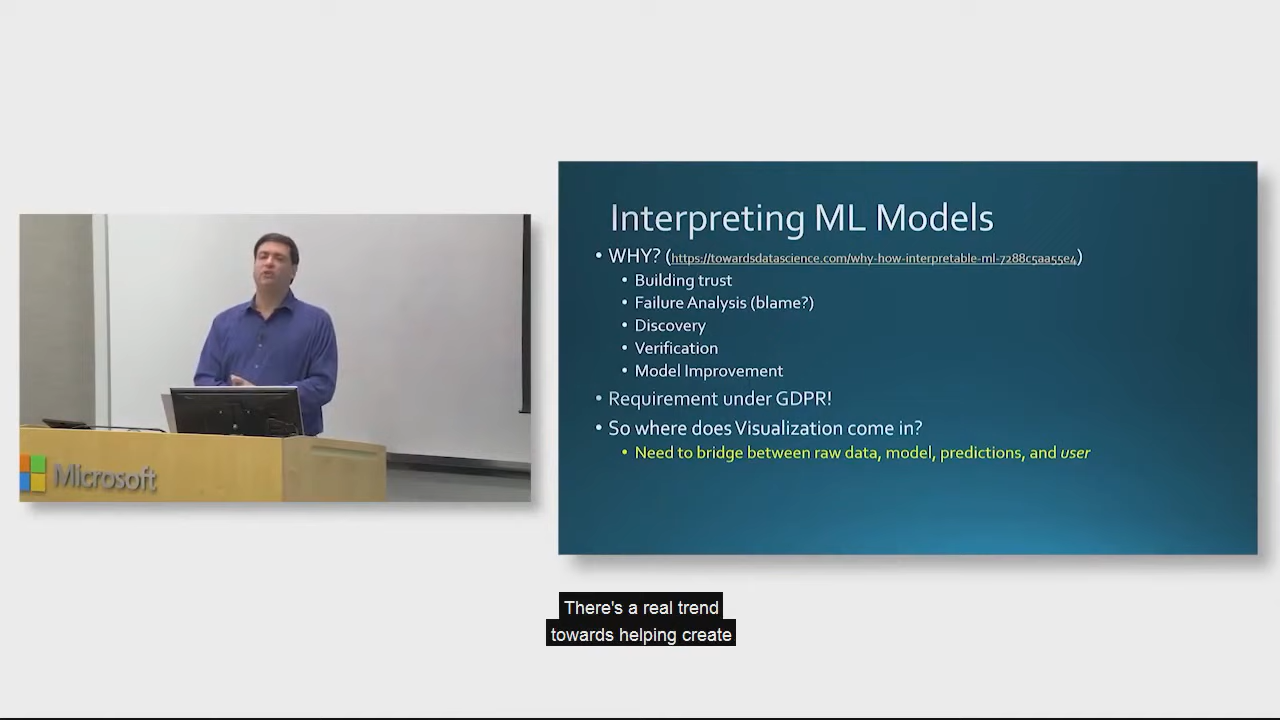 Microsoft
Interpreting ML Models
• WHY? (https://towardsdatascience.com/why-how-interpretable-ml-7288c5aa55e4)
• Building trust
• Failure Analysis (blame?)
• Discovery
• Verification
• Model Improvement
• Requirement under GDPR!
• So where does Visualization come in?
• Need to bridge between raw data, model, predictions, and user
There's a real trend
towards helping create